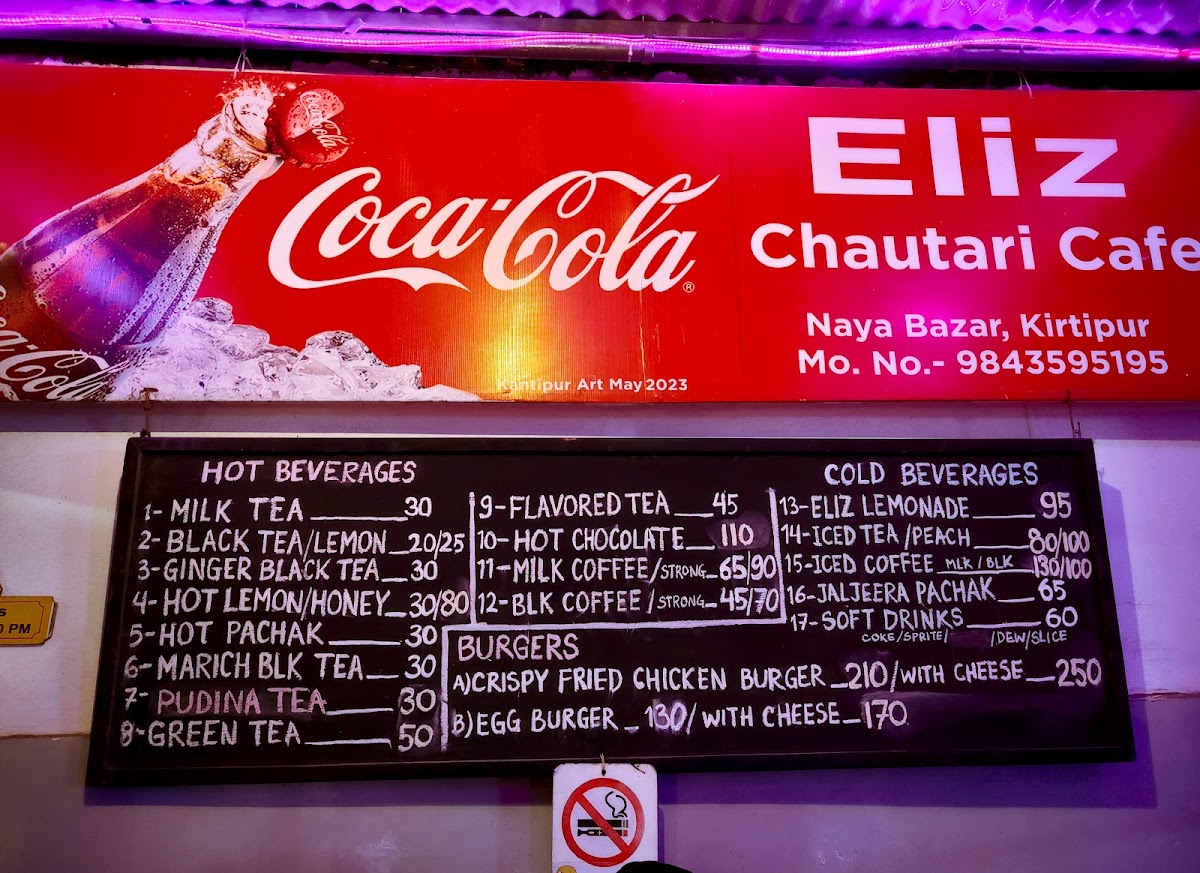 Coca-Cola
Coca-Cola ®
Coca-Cola
Eliz
Chautari Cafe
Naya Bazar, Kirtipur
Mo. No.- 9843595195
Kantipur Art May 2023
HOT BEVERAGES
1- MILK TEA 30
2- BLACK TEA/LEMON 20/25
3- GINGER BLACK TEA 30
4- HOT LEMON/HONEY 30/80
5- HOT PACHAK 30
6- MARICH BLK TEA 30
7- PUDINA TEA 30
8- GREEN TEA 50
9- FLAVORED TEA 45
10- HOT CHOCOLATE 110
11- MILK COFFEE/STRONG 65/90
12- BLK COFFEE/STRONG 45/70
COLD BEVERAGES
13- ELIZ LEMONADE 95
14- ICED TEA/PEACH 80/100
15- ICED COFFEE MLK/BLK 130/100
16- JALJEERA PACHAK 65
17- SOFT DRINKS 60
COKE/SPRITE/ /DEW/SLICE
BURGERS
A) CRISPY FRIED CHICKEN BURGER 210/WITH CHEESE 250
B) EGG BURGER 130/WITH CHEESE 170
PM